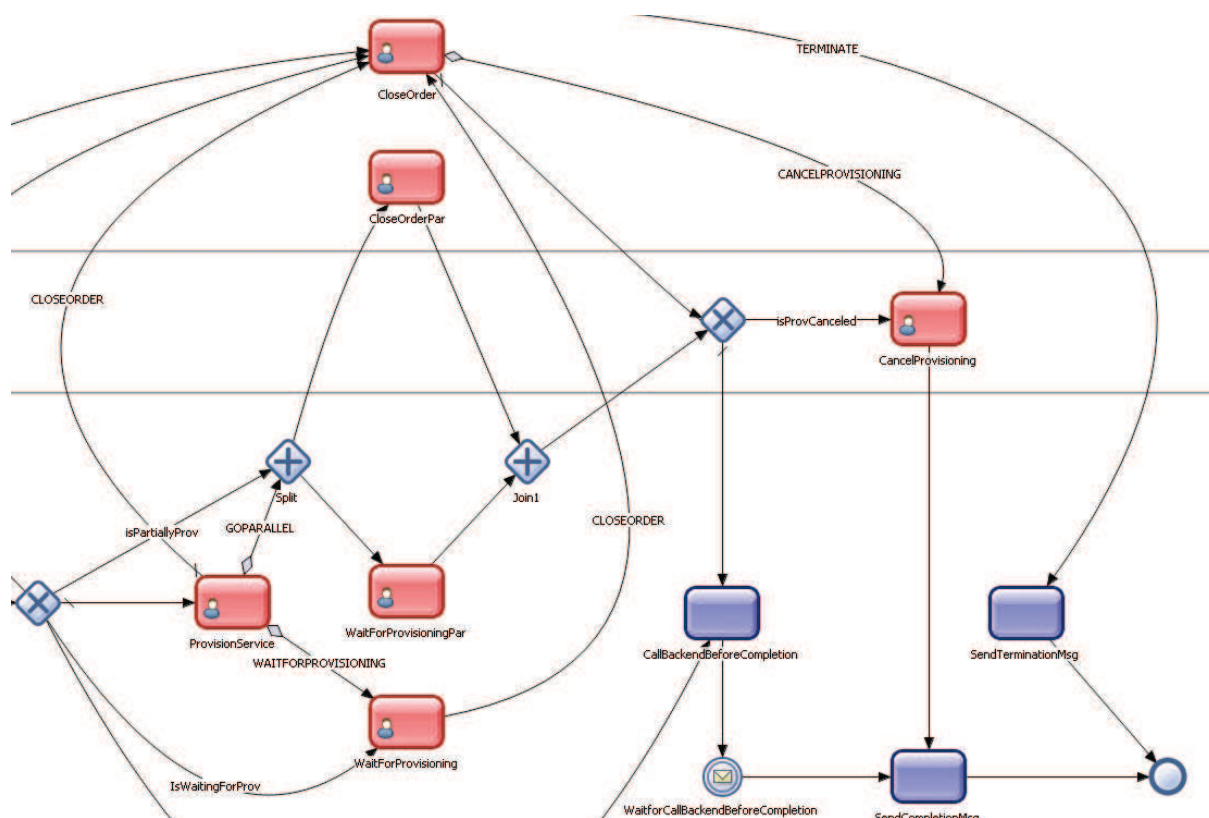 TERMINATE
CloseOrder
CANCELPROVISIONING
CloseOrderPar
CLOSEORDER
isProvCanceled
CancelProvisioning
Split
Join1
isPartiallyProv
GOPARALLEL
CLOSEORDER
ProvisionService
WaitForProvisioningPar
CallBackendBeforeCompletion
SendTerminationMsg
WAITFORPROVISIONING
WaitForProvisioning
IsWaitingForProv
WaitforCallBackendBeforeCompletion
SendCompletionMsg